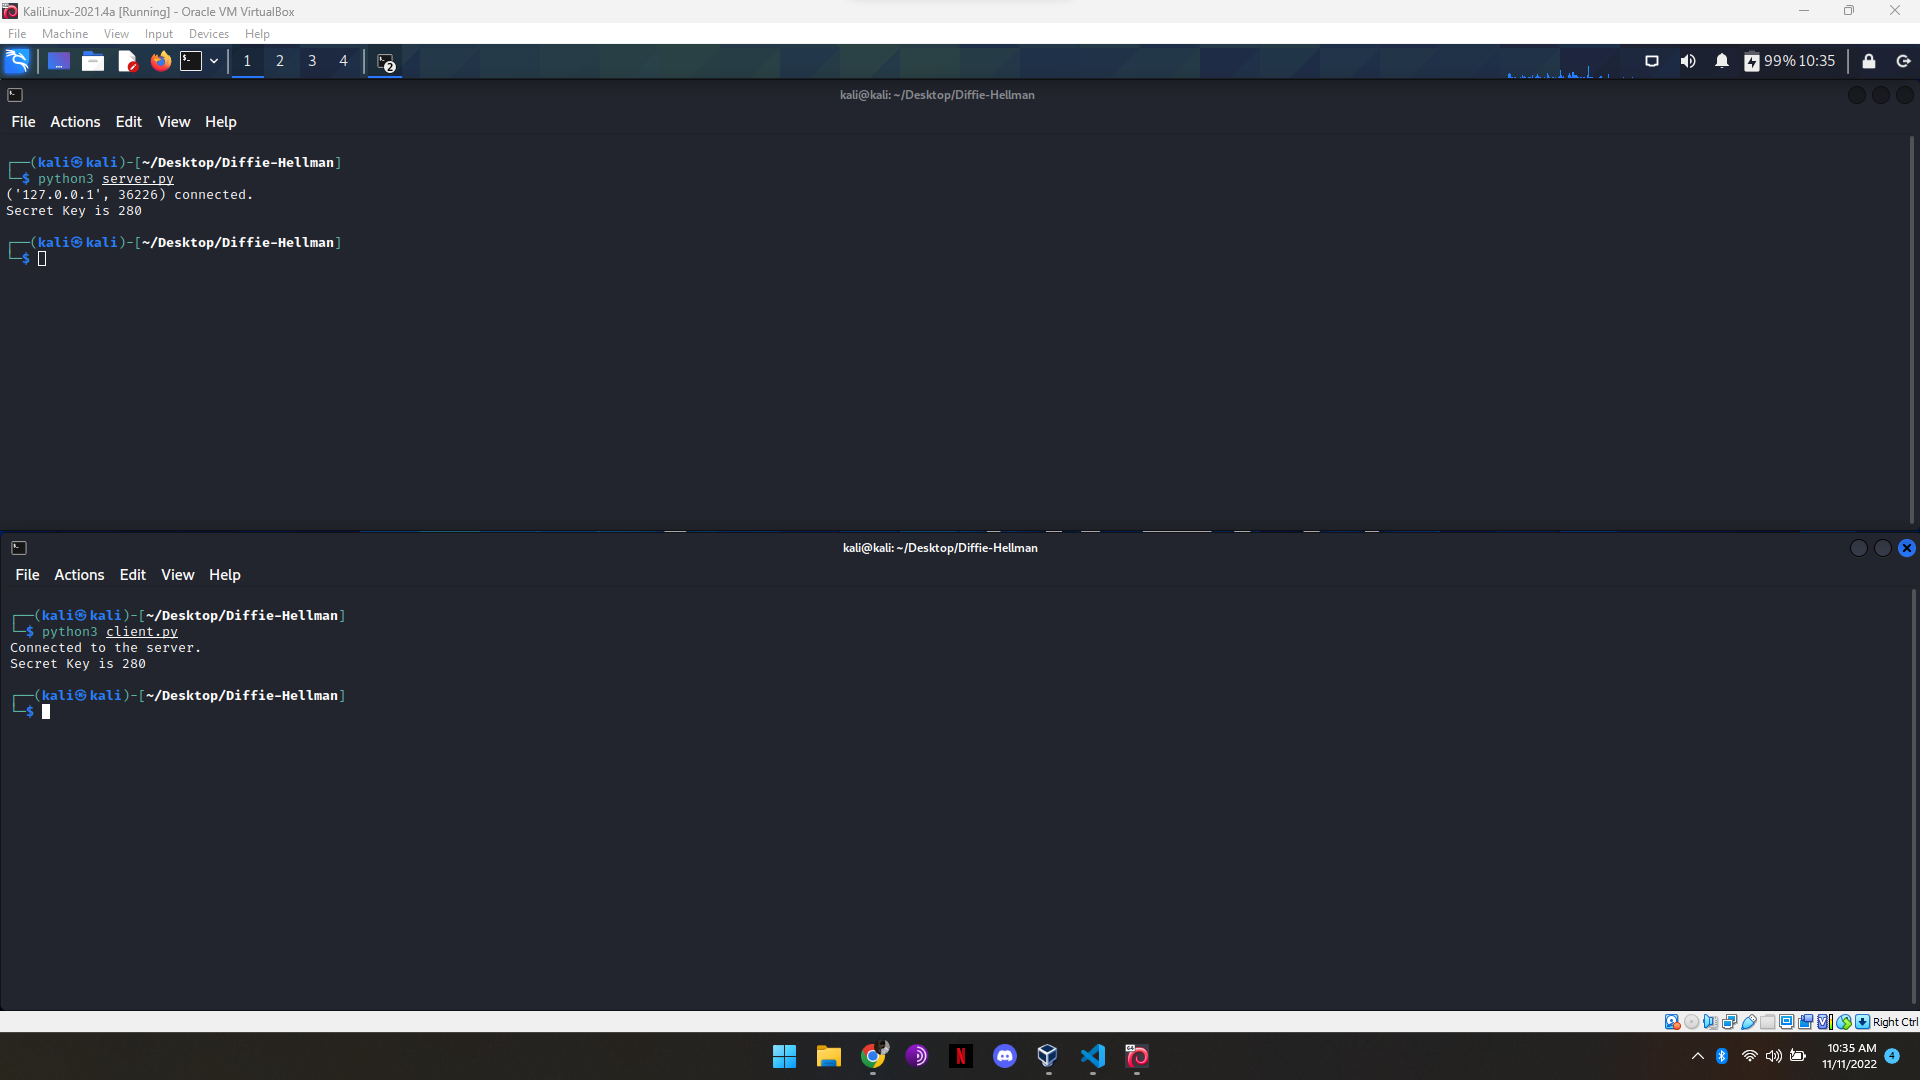 KaliLinux-2021.4a [Running] - Oracle VM VirtualBox
File Machine View Input Devices Help
1 2 3 4 2 99% 10:35
kali@kali: ~/Desktop/Diffie-Hellman
File Actions Edit View Help
┌──(kali㉿kali)-[~/Desktop/Diffie-Hellman]
└─$ python3 server.py
('127.0.0.1', 36226) connected.
Secret Key is 280
┌──(kali㉿kali)-[~/Desktop/Diffie-Hellman]
└─$
kali@kali: ~/Desktop/Diffie-Hellman
File Actions Edit View Help
┌──(kali㉿kali)-[~/Desktop/Diffie-Hellman]
└─$ python3 client.py
Connected to the server.
Secret Key is 280
┌──(kali㉿kali)-[~/Desktop/Diffie-Hellman]
└─$
Right Ctrl
10:35 AM
11/11/2022
4